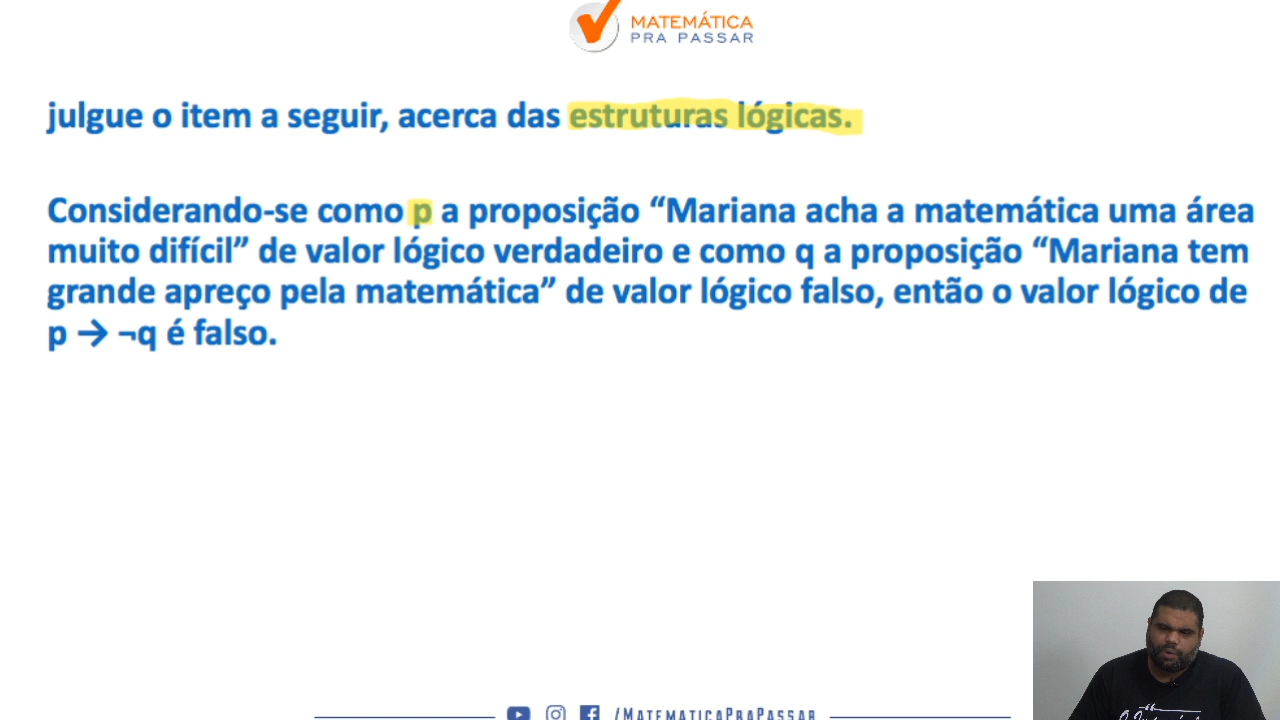 MATEMÁTICA
PRA PASSAR
julgue o item a seguir, acerca das estruturas lógicas.
Considerando-se como p a proposição “Mariana acha a matemática uma área
muito difícil” de valor lógico verdadeiro e como q a proposição “Mariana tem
grande apreço pela matemática” de valor lógico falso, então o valor lógico de
p → ¬q é falso.
/MATEMATICAPRAPASSAR